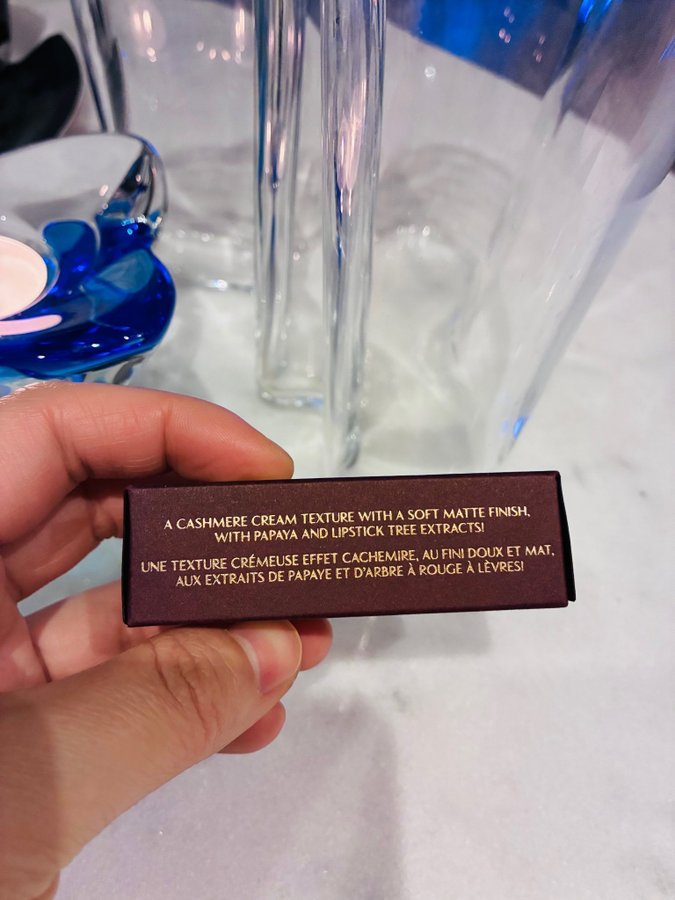 A CASHMERE CREAM TEXTURE WITH A SOFT MATTE FINISH,
WITH PAPAYA AND LIPSTICK TREE EXTRACTS!
UNE TEXTURE CRÉMEUSE EFFET CACHEMIRE, AU FINI DOUX ET MAT,
AUX EXTRAITS DE PAPAYE ET D'ARBRE À ROUGE À LÈVRES!